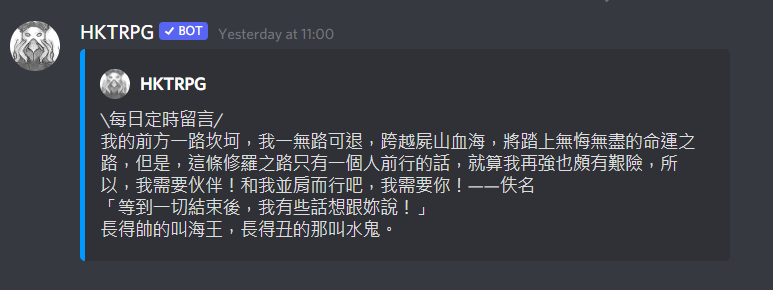 HKTRPG ✓ BOT Yesterday at 11:00
HKTRPG
\每日定時留言/
我的前方一路坎坷，我一無路可退，跨越屍山血海，將踏上無悔無盡的命運之
路，但是，這條修羅之路只有一個人前行的話，就算我再強也頗有艱險，所
以，我需要伙伴！和我並肩而行吧，我需要你！——佚名
「等到一切結束後，我有些話想跟妳說！」
長得帥的叫海王，長得丑的那叫水鬼。